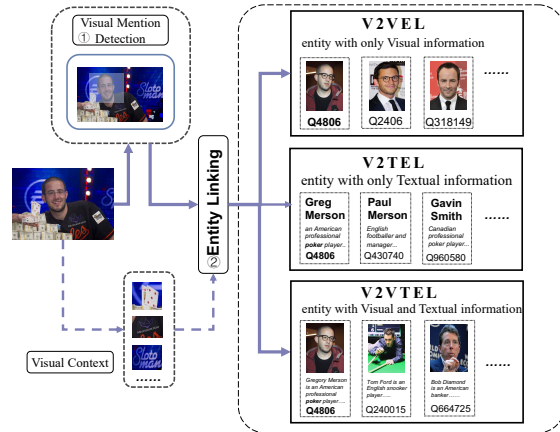 Visual Mention
① Detection
Sloto
man
② Entity Linking
Visual Context
Sloto
......
V2VEL
entity with only Visual information
Q4806
Q2406
Q318149
......
V2TEL
entity with only Textual information
Greg
Merson
an American
professional
poker player...
Q4806
Paul
Merson
English
footballer and
manager...
Q430740
Gavin
Smith
Canadian
professional
poker player...
Q960580
......
V2VTEL
entity with Visual and Textual information
Gregory Merson
is an American
professional
poker player....
Q4806
Tom Ford is an
English snooker
player......
Q240015
Bob Diamond
is an American
banker........
Q664725
......